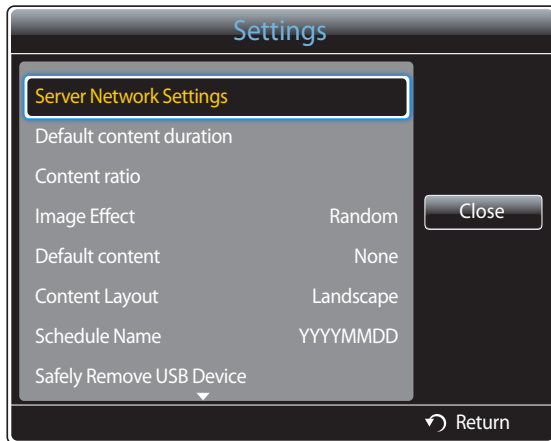 Settings
Server Network Settings
Default content duration
Content ratio
Image Effect Random
Close
Default content None
Content Layout Landscape
Schedule Name YYYYMMDD
Safely Remove USB Device
Return